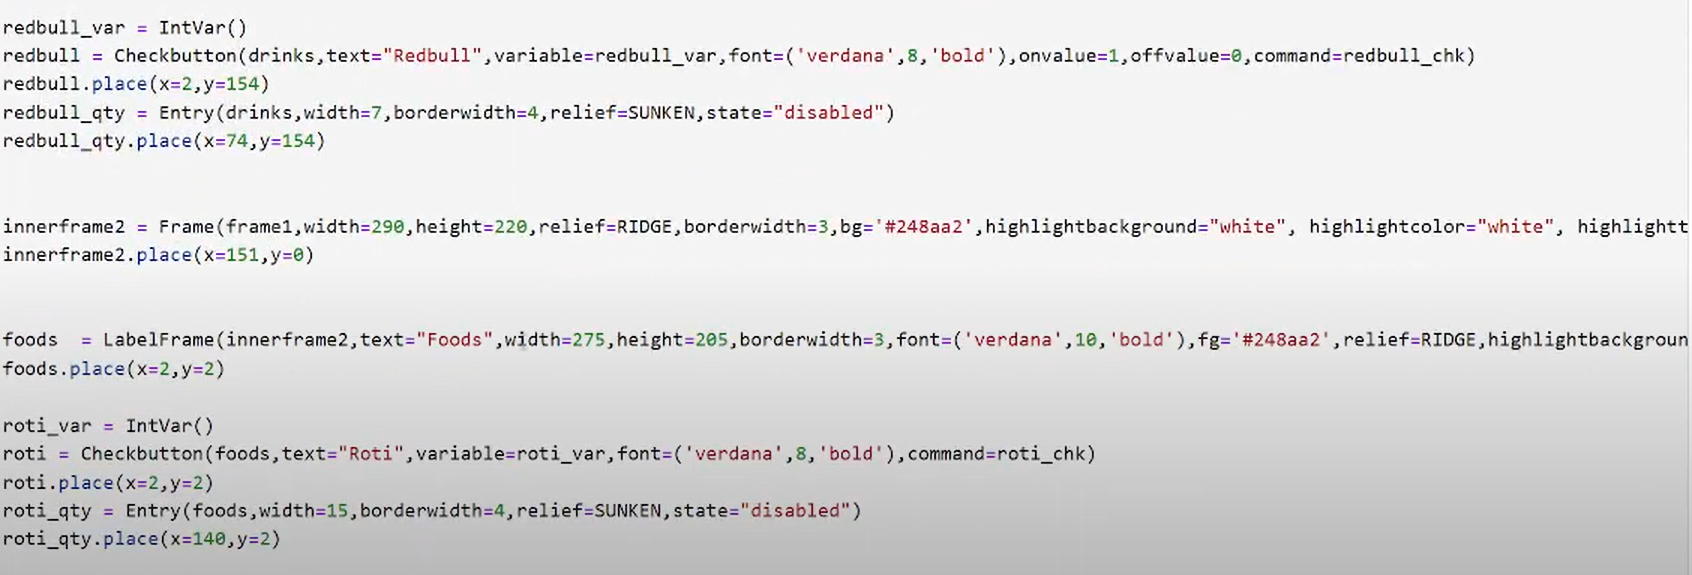 redbull_var = IntVar()
redbull = Checkbutton(drinks,text="Redbull",variable=redbull_var,font=('verdana',8,'bold'),onvalue=1,offvalue=0,command=redbull_chk)
redbull.place(x=2,y=154)
redbull_qty = Entry(drinks,width=7,borderwidth=4,relief=SUNKEN,state="disabled")
redbull_qty.place(x=74,y=154)
innerframe2 = Frame(frame1,width=290,height=220,relief=RIDGE,borderwidth=3,bg='#248aa2',highlightbackground="white", highlightcolor="white", highlightt
innerframe2.place(x=151,y=0)
foods  = LabelFrame(innerframe2,text="Foods",width=275,height=205,borderwidth=3,font=('verdana',10,'bold'),fg='#248aa2',relief=RIDGE,highlightbackgroun
foods.place(x=2,y=2)
roti_var = IntVar()
roti = Checkbutton(foods,text="Roti",variable=roti_var,font=('verdana',8,'bold'),command=roti_chk)
roti.place(x=2,y=2)
roti_qty = Entry(foods,width=15,borderwidth=4,relief=SUNKEN,state="disabled")
roti_qty.place(x=140,y=2)